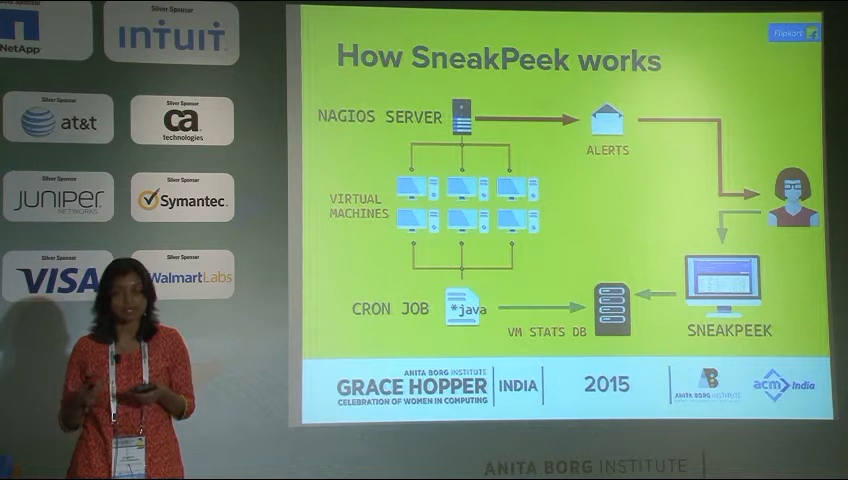 NetApp
Silver Sponsor
intuit
Silver Sponsor
at&t
Silver Sponsor
ca
technologies
Silver Sponsor
JUNIPER
NETWORKS
Silver Sponsor
Symantec.
Silver Sponsor
VISA
Silver Sponsor
WalmartLabs
Flipkart
How SneakPeek works
NAGIOS SERVER
ALERTS
VIRTUAL
MACHINES
CRON JOB
*java
VM STATS DB
SNEAKPEEK
ANITA BORG INSTITUTE
GRACE HOPPER
CELEBRATION OF WOMEN IN COMPUTING
INDIA
2015
ANITA BORG INSTITUTE
acm India
ANITA BORG INSTITUTE